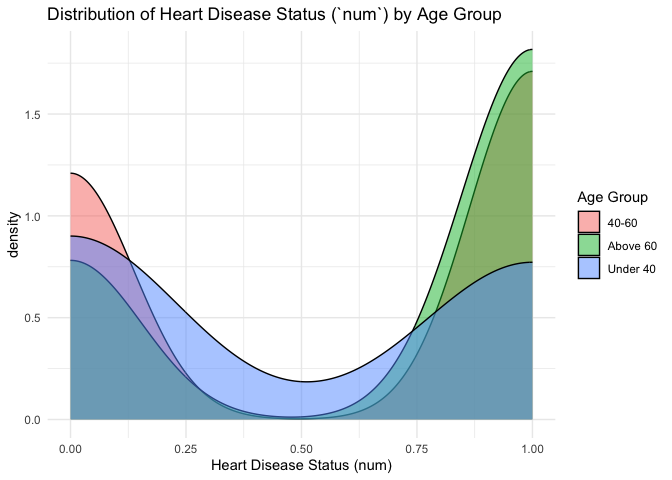 Distribution of Heart Disease Status (`num`) by Age Group
density
1.5
1.0
0.5
0.0
0.00 0.25 0.50 0.75 1.00
Heart Disease Status (num)
Age Group
40-60
Above 60
Under 40